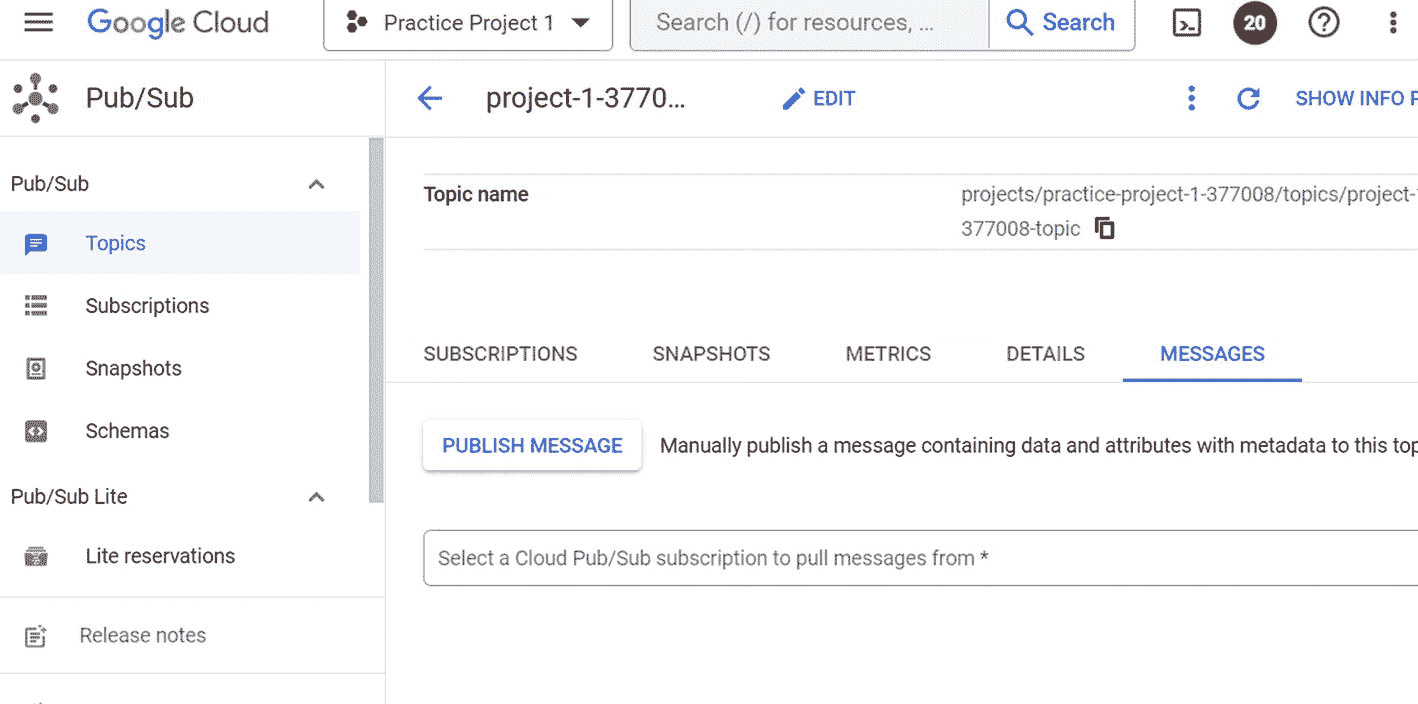 Google Cloud
Practice Project 1
Search (/) for resources, ...
Search
20
Pub/Sub
project-1-3770...
EDIT
SHOW INFO P
Pub/Sub
Topics
Subscriptions
Snapshots
Schemas
Pub/Sub Lite
Lite reservations
Release notes
Topic name
projects/practice-project-1-377008/topics/project-1-
377008-topic
SUBSCRIPTIONS
SNAPSHOTS
METRICS
DETAILS
MESSAGES
PUBLISH MESSAGE
Manually publish a message containing data and attributes with metadata to this top
Select a Cloud Pub/Sub subscription to pull messages from *